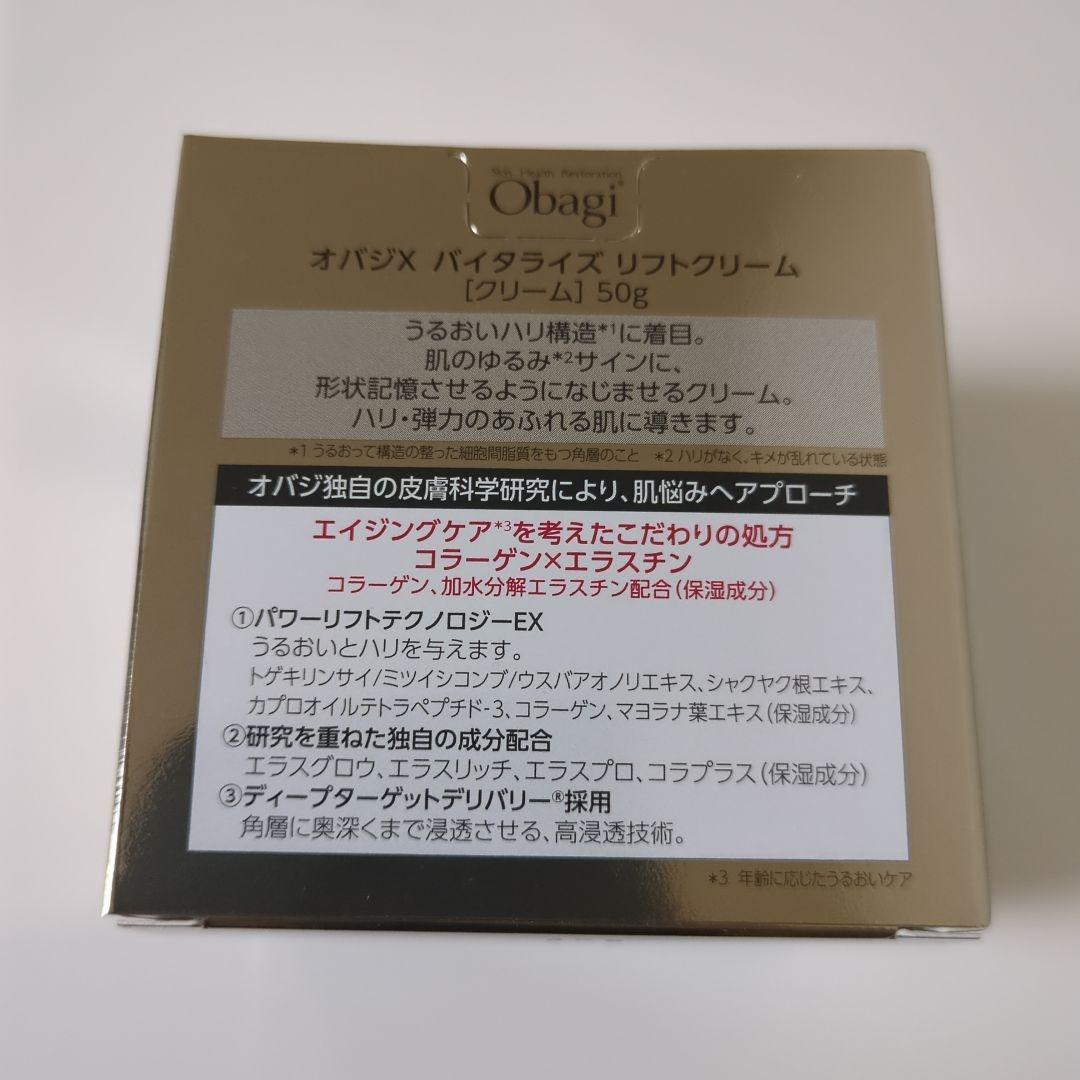 Skin Health Restoration
Obagi®
オバジX バイタライズ リフトクリーム
[クリーム] 50g
うるおいハリ構造*1に着目。
肌のゆるみ*2サインに、
形状記憶させるようになじませるクリーム。
ハリ・弾力のあふれる肌に導きます。
*1 うるおって構造の整った細胞間脂質をもつ角層のこと *2 ハリがなく、キメが乱れている状態
オバジ独自の皮膚科学研究により、肌悩みへアプローチ
エイジングケア*3を考えたこだわりの処方
コラーゲン×エラスチン
コラーゲン、加水分解エラスチン配合(保湿成分)
①パワーリフトテクノロジーEX
うるおいとハリを与えます。
トゲキリンサイ/ミツイシコンブ/ウスバアオノリエキス、シャクヤク根エキス、
カプロオイルテトラペプチド-3、コラーゲン、マヨラナ葉エキス(保湿成分)
②研究を重ねた独自の成分配合
エラスグロウ、エラスリッチ、エラスプロ、コラプラス(保湿成分)
③ディープターゲットデリバリー®採用
角層に奥深くまで浸透させる、高浸透技術。
*3 年齢に応じたうるおいケア